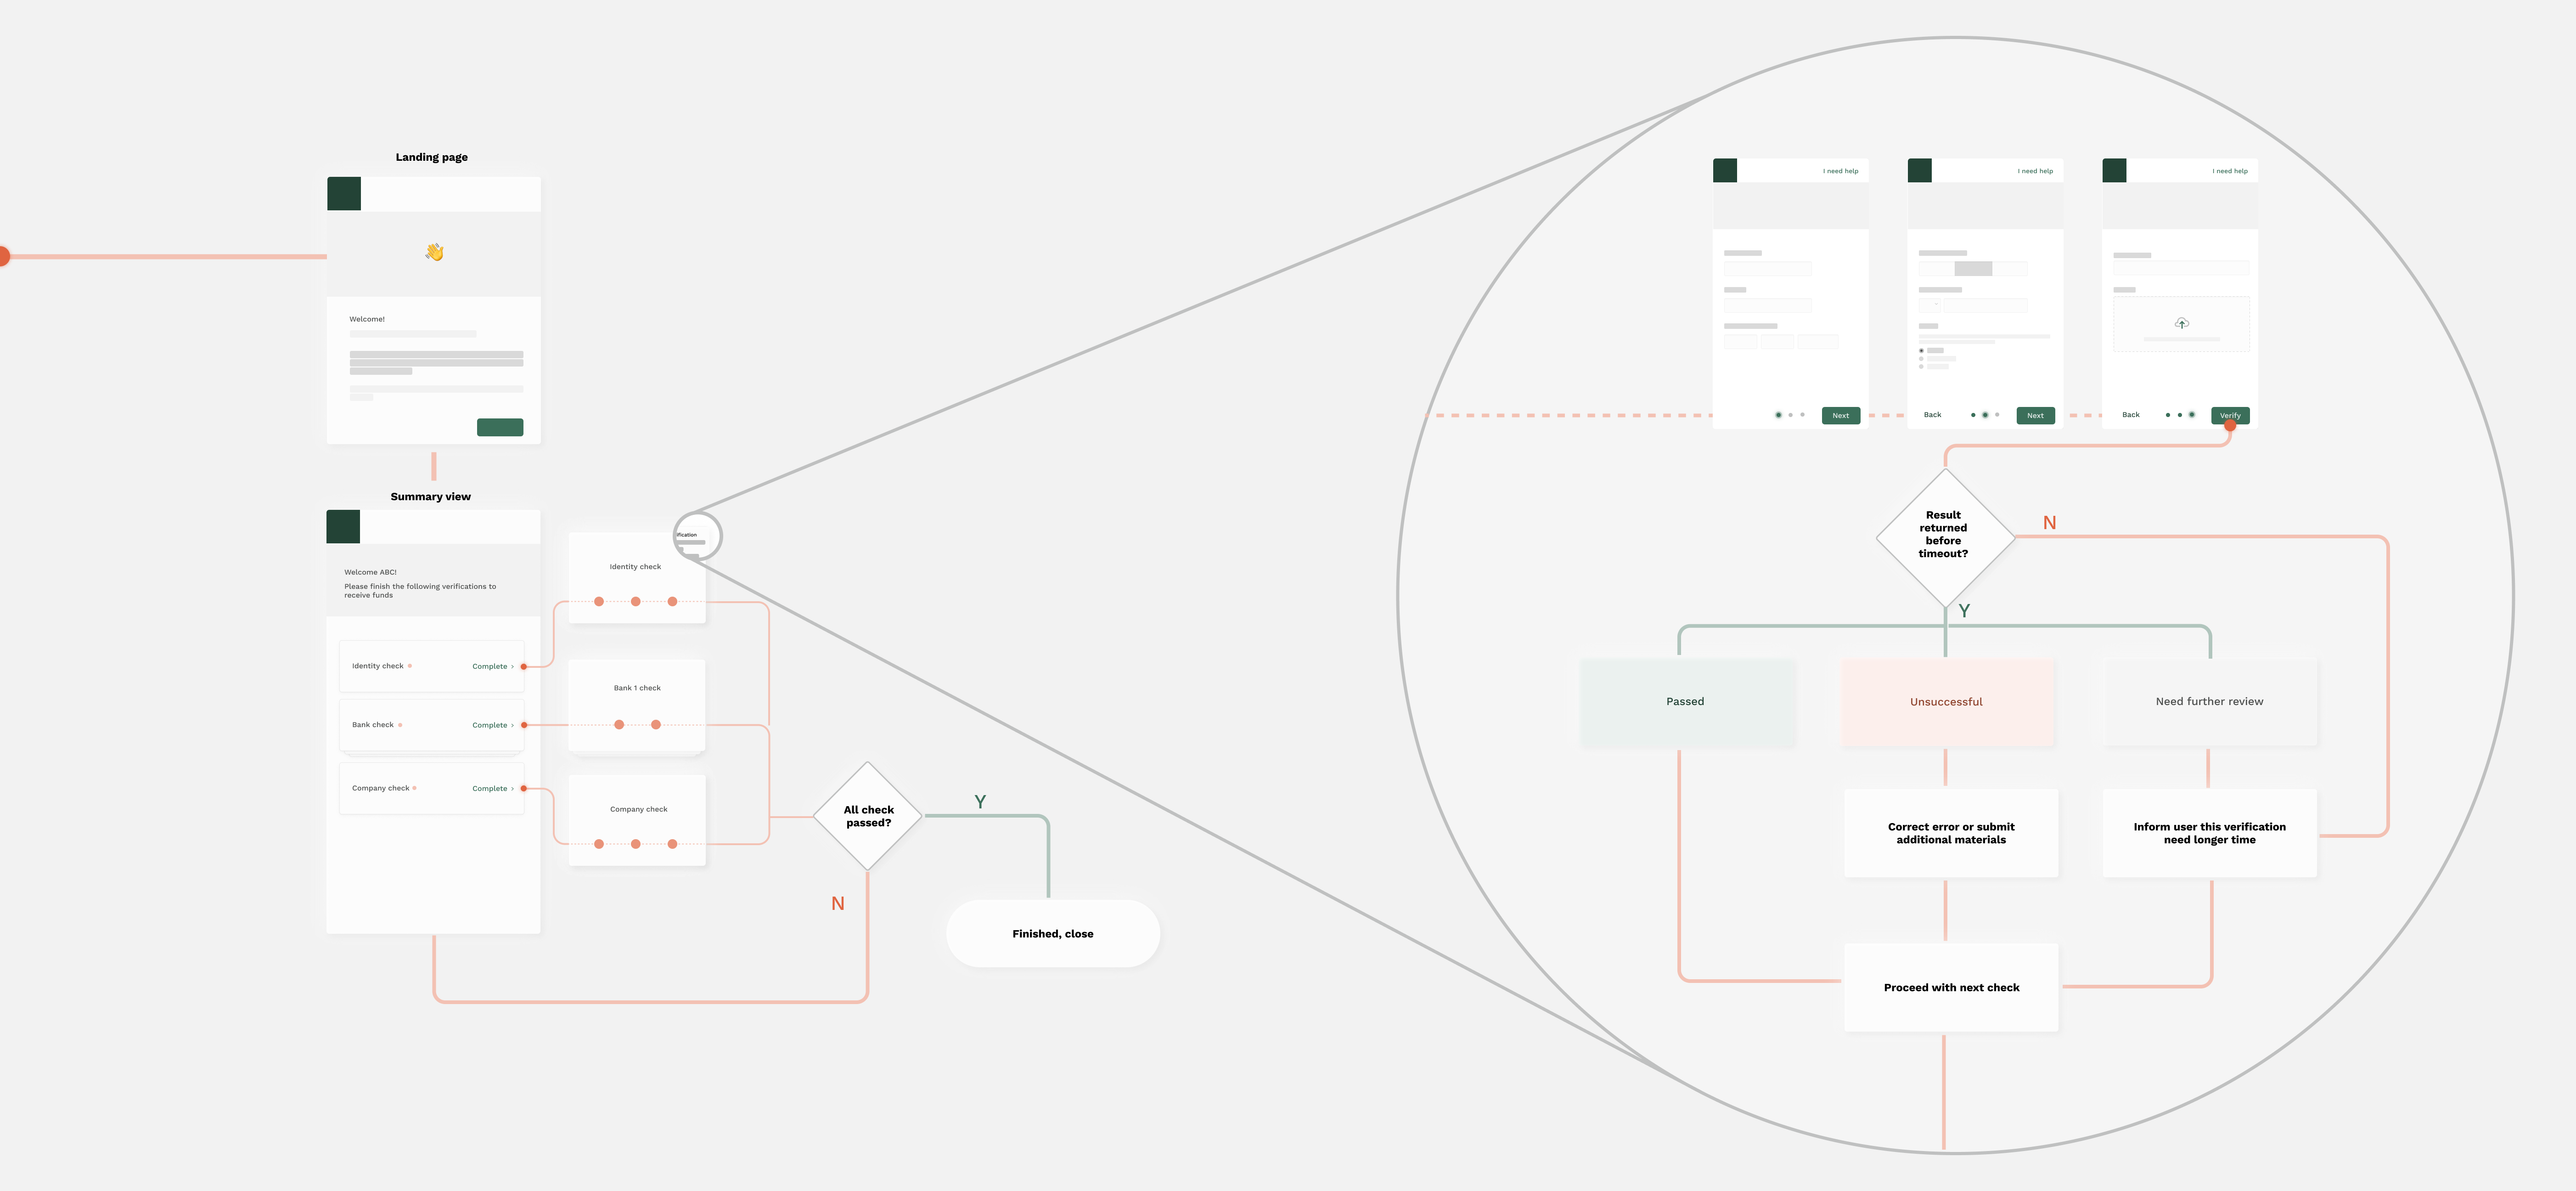 Landing page
Welcome!
Summary view
Welcome ABC!
Please finish the following verifications to
receive funds
Identity check
Complete ›
Bank check
Complete ›
Company check
Complete ›
Identity check
ification
Bank 1 check
Company check
All check
passed?
Y
N
Finished, close
I need help
Next
I need help
Back
Next
I need help
Back
Verify
Result
returned
before
timeout?
N
Y
Passed
Unsuccessful
Need further review
Correct error or submit
additional materials
Inform user this verification
need longer time
Proceed with next check